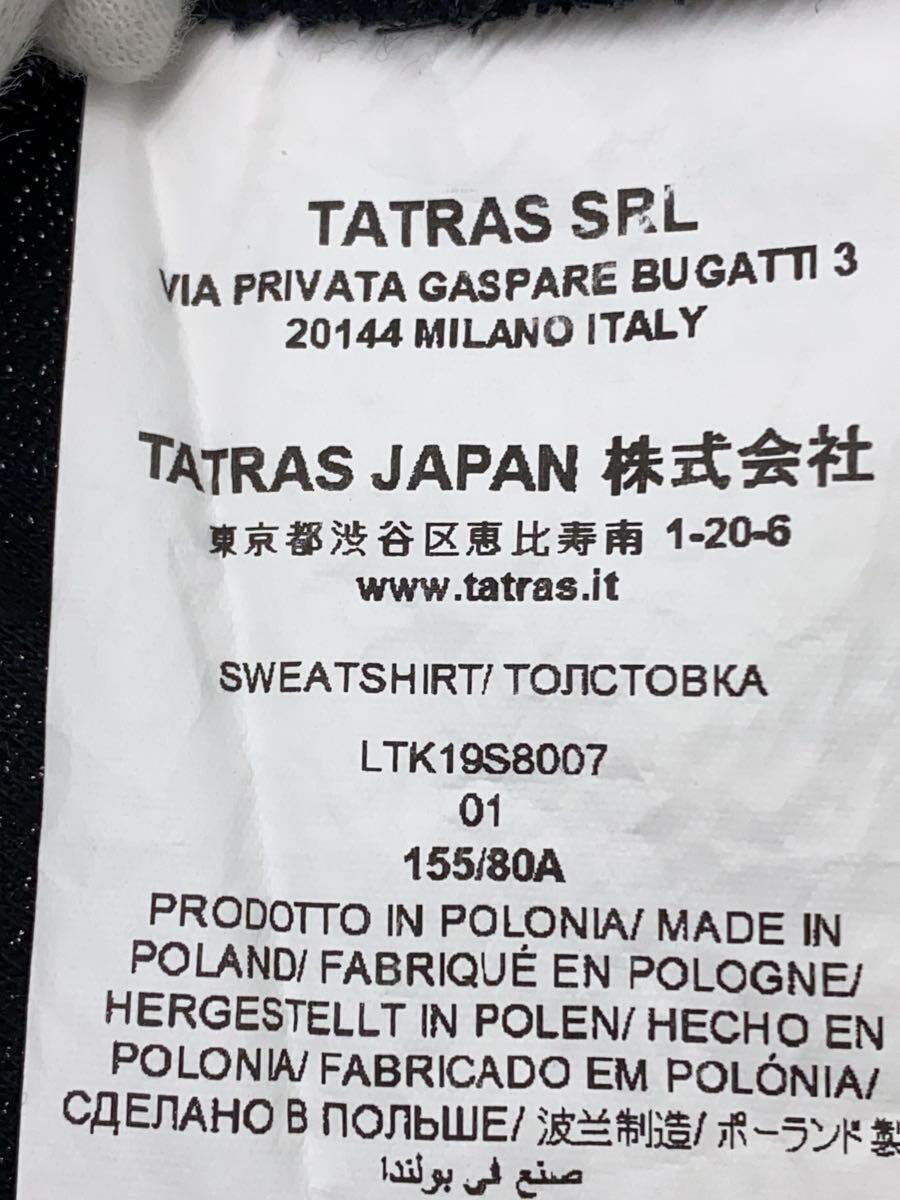 TATRAS SRL
VIA PRIVATA GASPARE BUGATTI 3
20144 MILANO ITALY
TATRAS JAPAN 株式会社
東京都渋谷区恵比寿南 1-20-6
www.tatras.it
SWEATSHIRT/ ТОЛСТОВКА
LTK19S8007
01
155/80A
PRODOTTO IN POLONIA/ MADE IN
POLAND/ FABRIQUÉ EN POLOGNE/
HERGESTELLT IN POLEN/ HECHO EN
POLONIA/ FABRICADO EM POLÓNIA/
СДЕЛАНО В ПОЛЬШЕ/ 波兰制造/ ポーランド製
صنع في بولندا